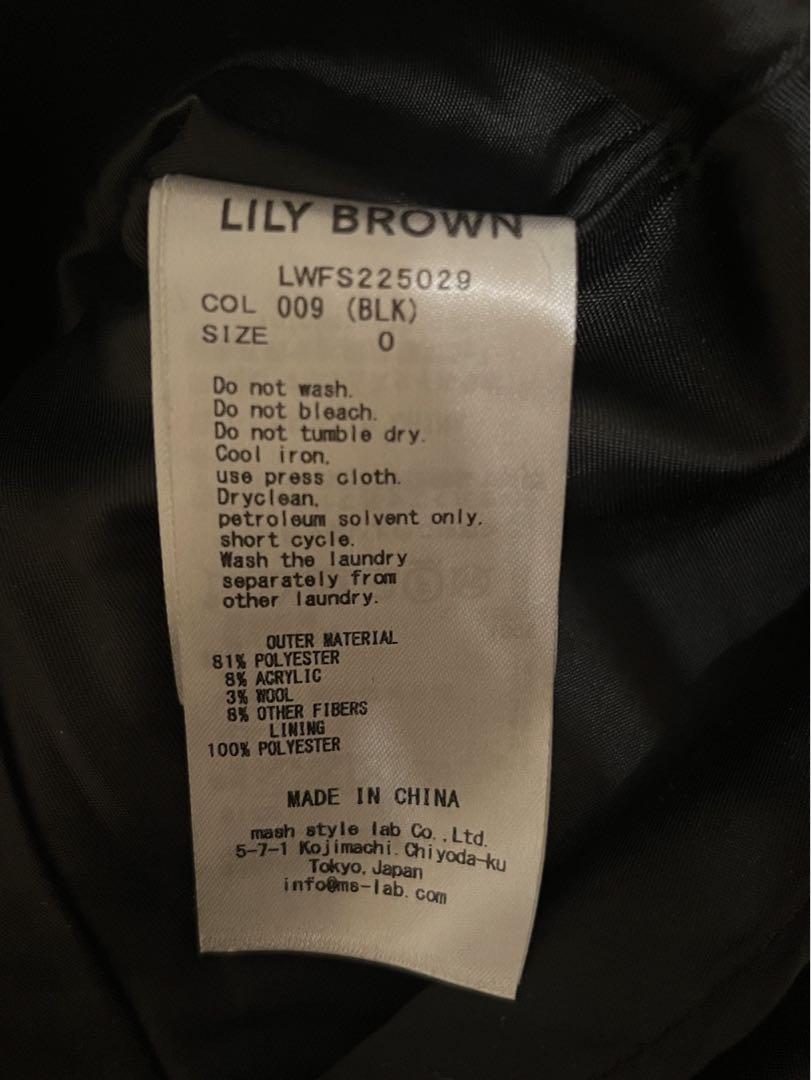 LILY BROWN
LWFS225029
COL 009 (BLK)
SIZE 0
Do not wash.
Do not bleach.
Do not tumble dry.
Cool iron,
use press cloth.
Dryclean,
petroleum solvent only,
short cycle.
Wash the laundry
separately from
other laundry.
OUTER MATERIAL
81% POLYESTER
8% ACRYLIC
3% WOOL
8% OTHER FIBERS
LINING
100% POLYESTER
MADE IN CHINA
mash style lab Co.,Ltd.
5-7-1 Kojimachi.Chiyoda-ku
Tokyo,Japan
info@ms-lab.com